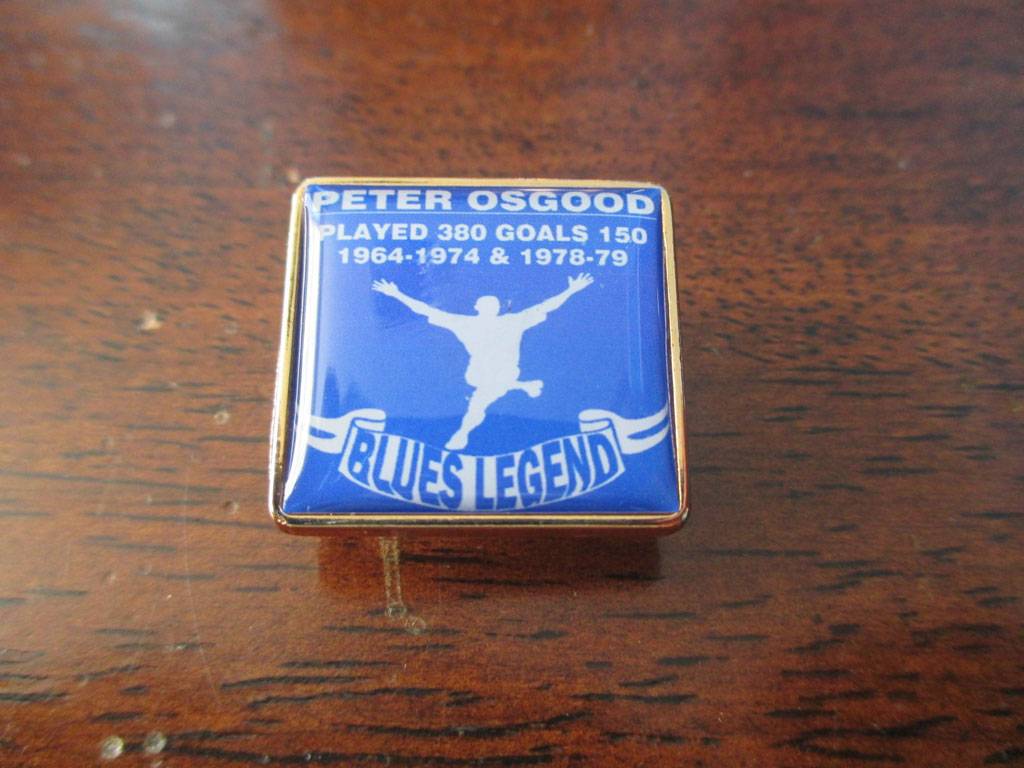 PETER OSGOOD
PLAYED 380 GOALS 150
1964-1974 & 1978-79
BLUES LEGEND